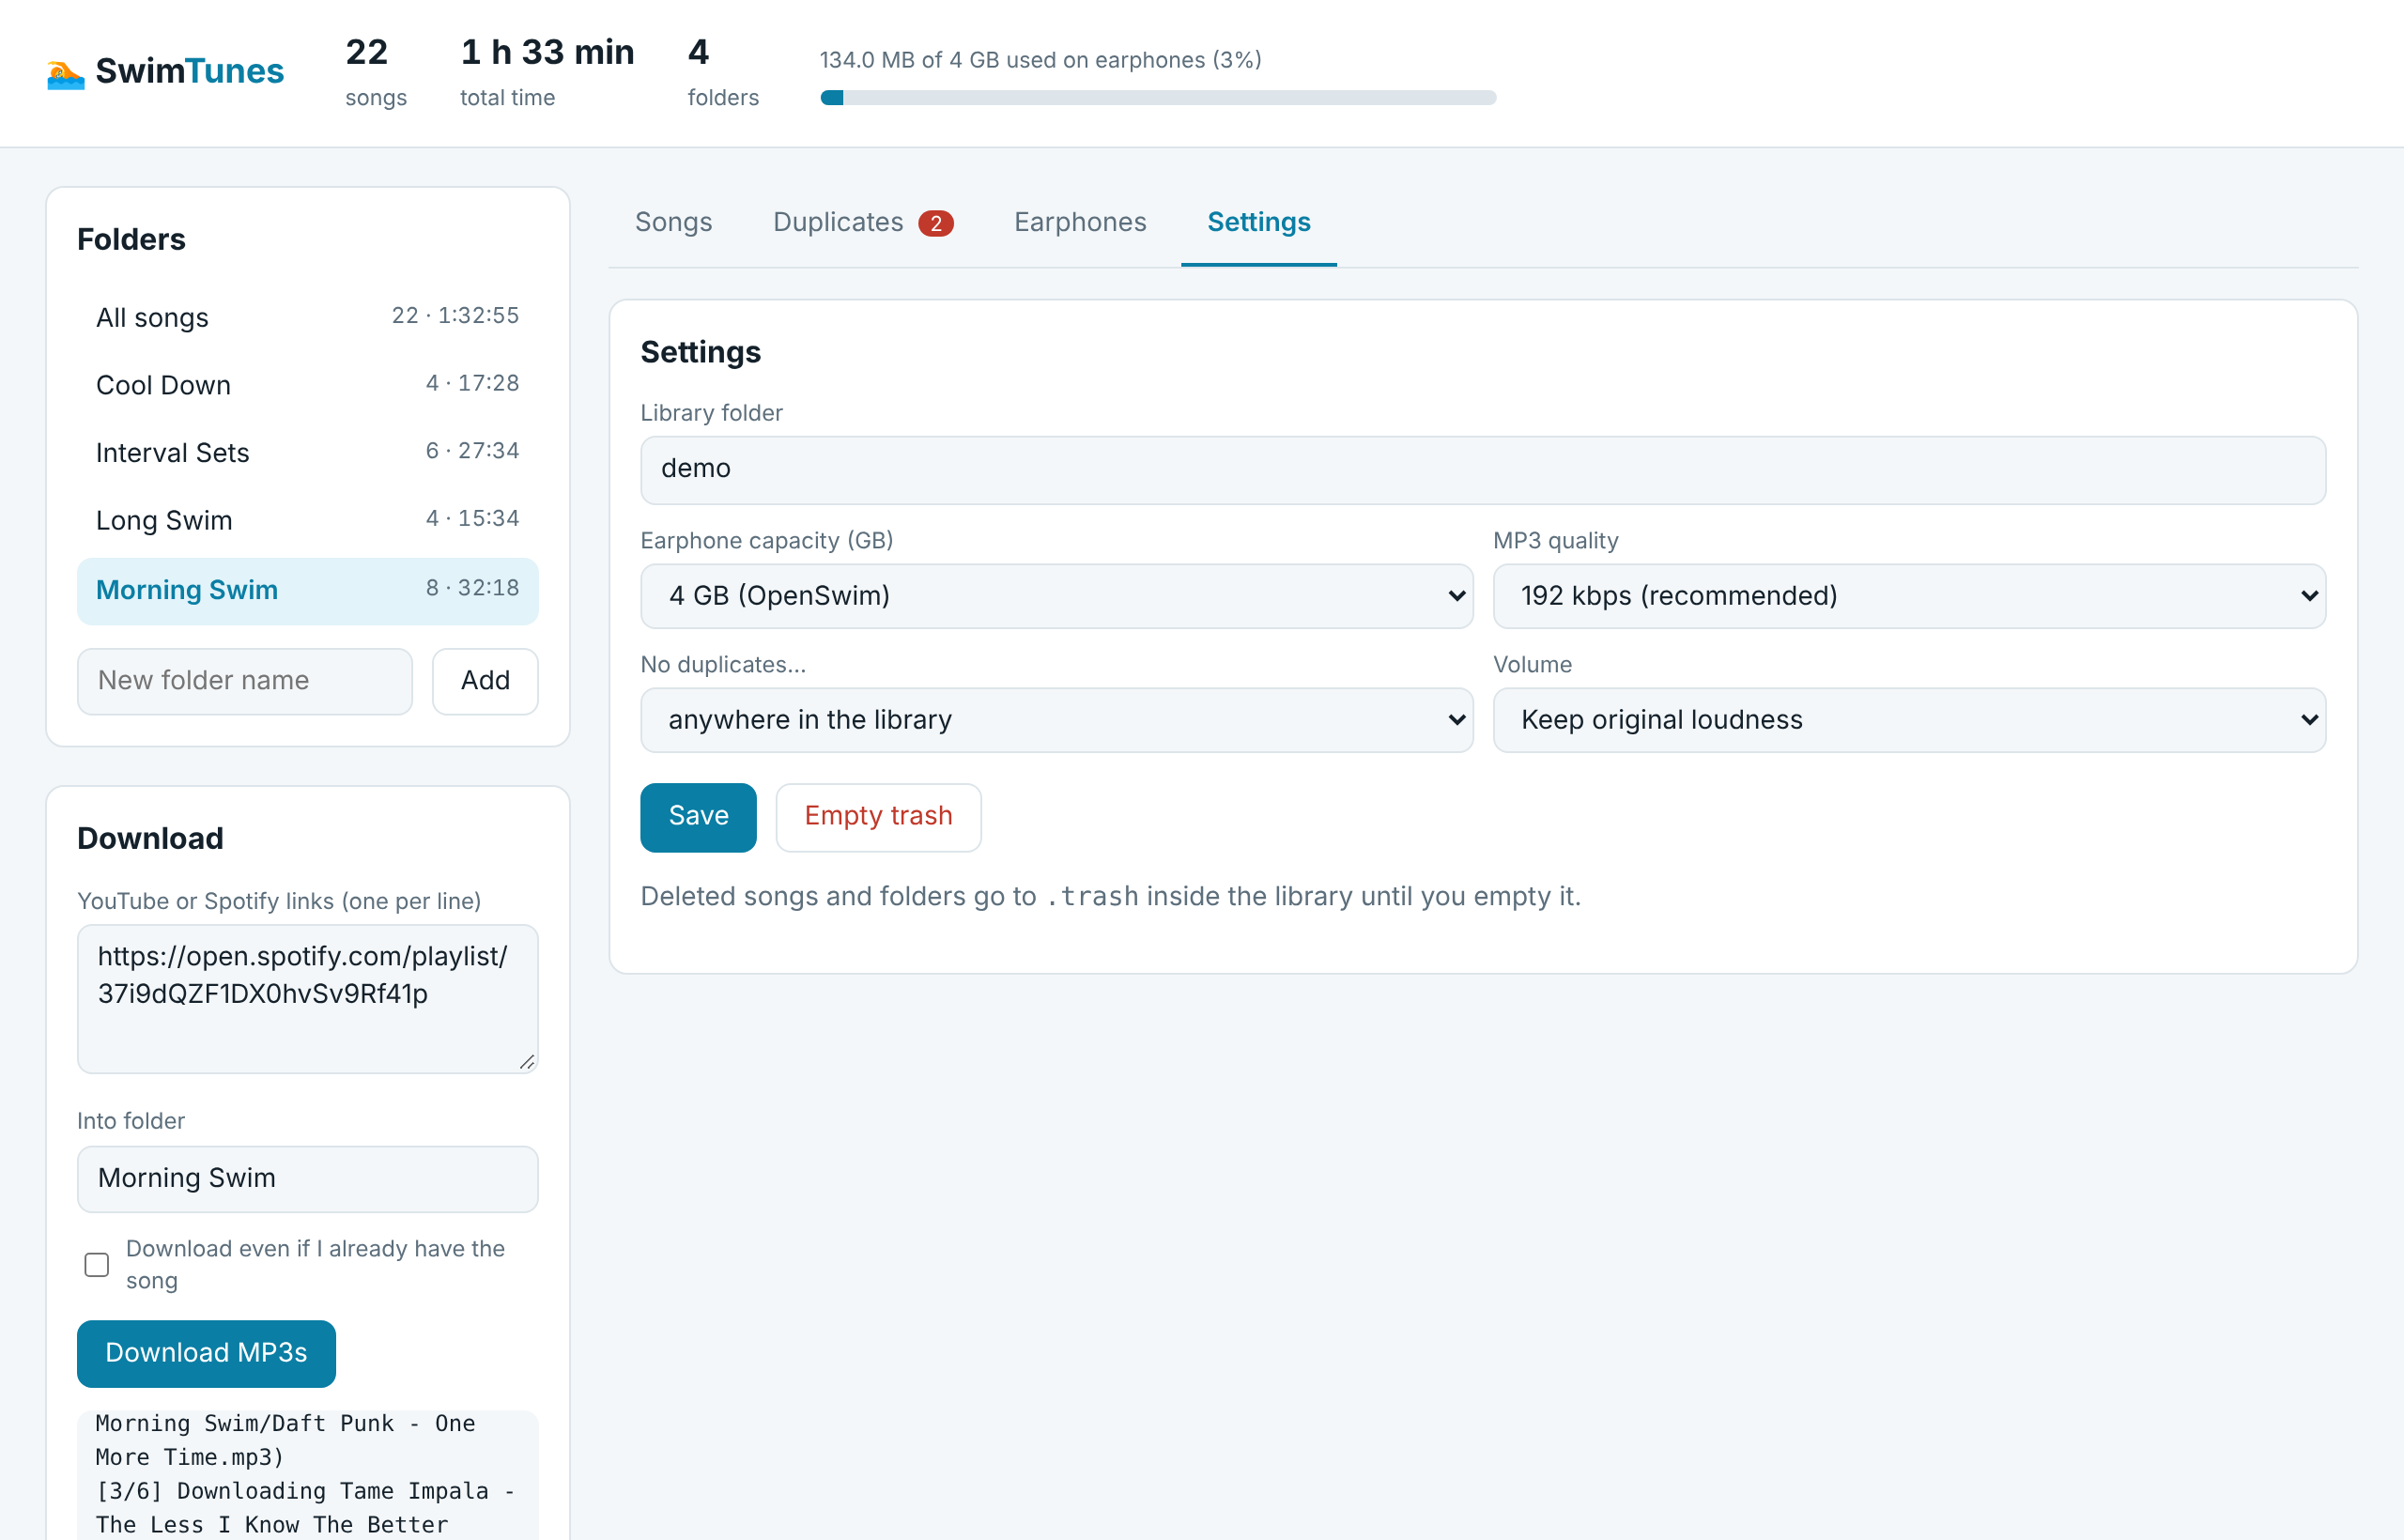 SwimTunes
22
songs
1 h 33 min
total time
4
folders
134.0 MB of 4 GB used on earphones (3%)
Folders
All songs 22 · 1:32:55
Cool Down 4 · 17:28
Interval Sets 6 · 27:34
Long Swim 4 · 15:34
Morning Swim 8 · 32:18
New folder name Add
Download
YouTube or Spotify links (one per line)
https://open.spotify.com/playlist/
37i9dQZF1DX0hvSv9Rf41p
Into folder
Morning Swim
Download even if I already have the
song
Download MP3s
Morning Swim/Daft Punk - One
More Time.mp3)
[3/6] Downloading Tame Impala -
The Less I Know The Better
Songs Duplicates 2 Earphones Settings
Settings
Library folder
demo
Earphone capacity (GB) MP3 quality
4 GB (OpenSwim) 192 kbps (recommended)
No duplicates... Volume
anywhere in the library Keep original loudness
Save Empty trash
Deleted songs and folders go to .trash inside the library until you empty it.